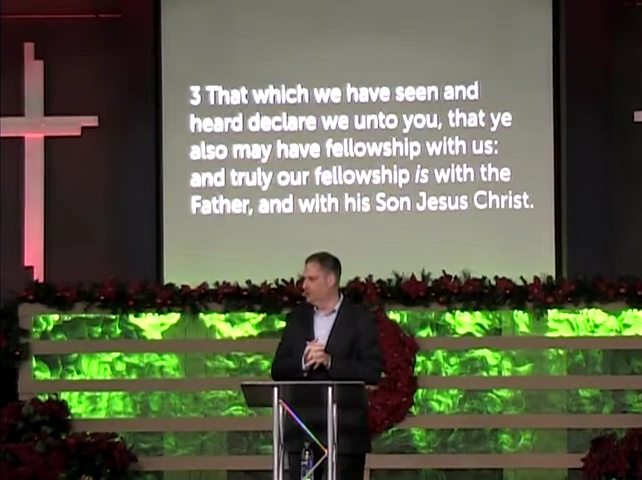 3 That which we have seen and
heard declare we unto you, that ye
also may have fellowship with us:
and truly our fellowship is with the
Father, and with his Son Jesus Christ.